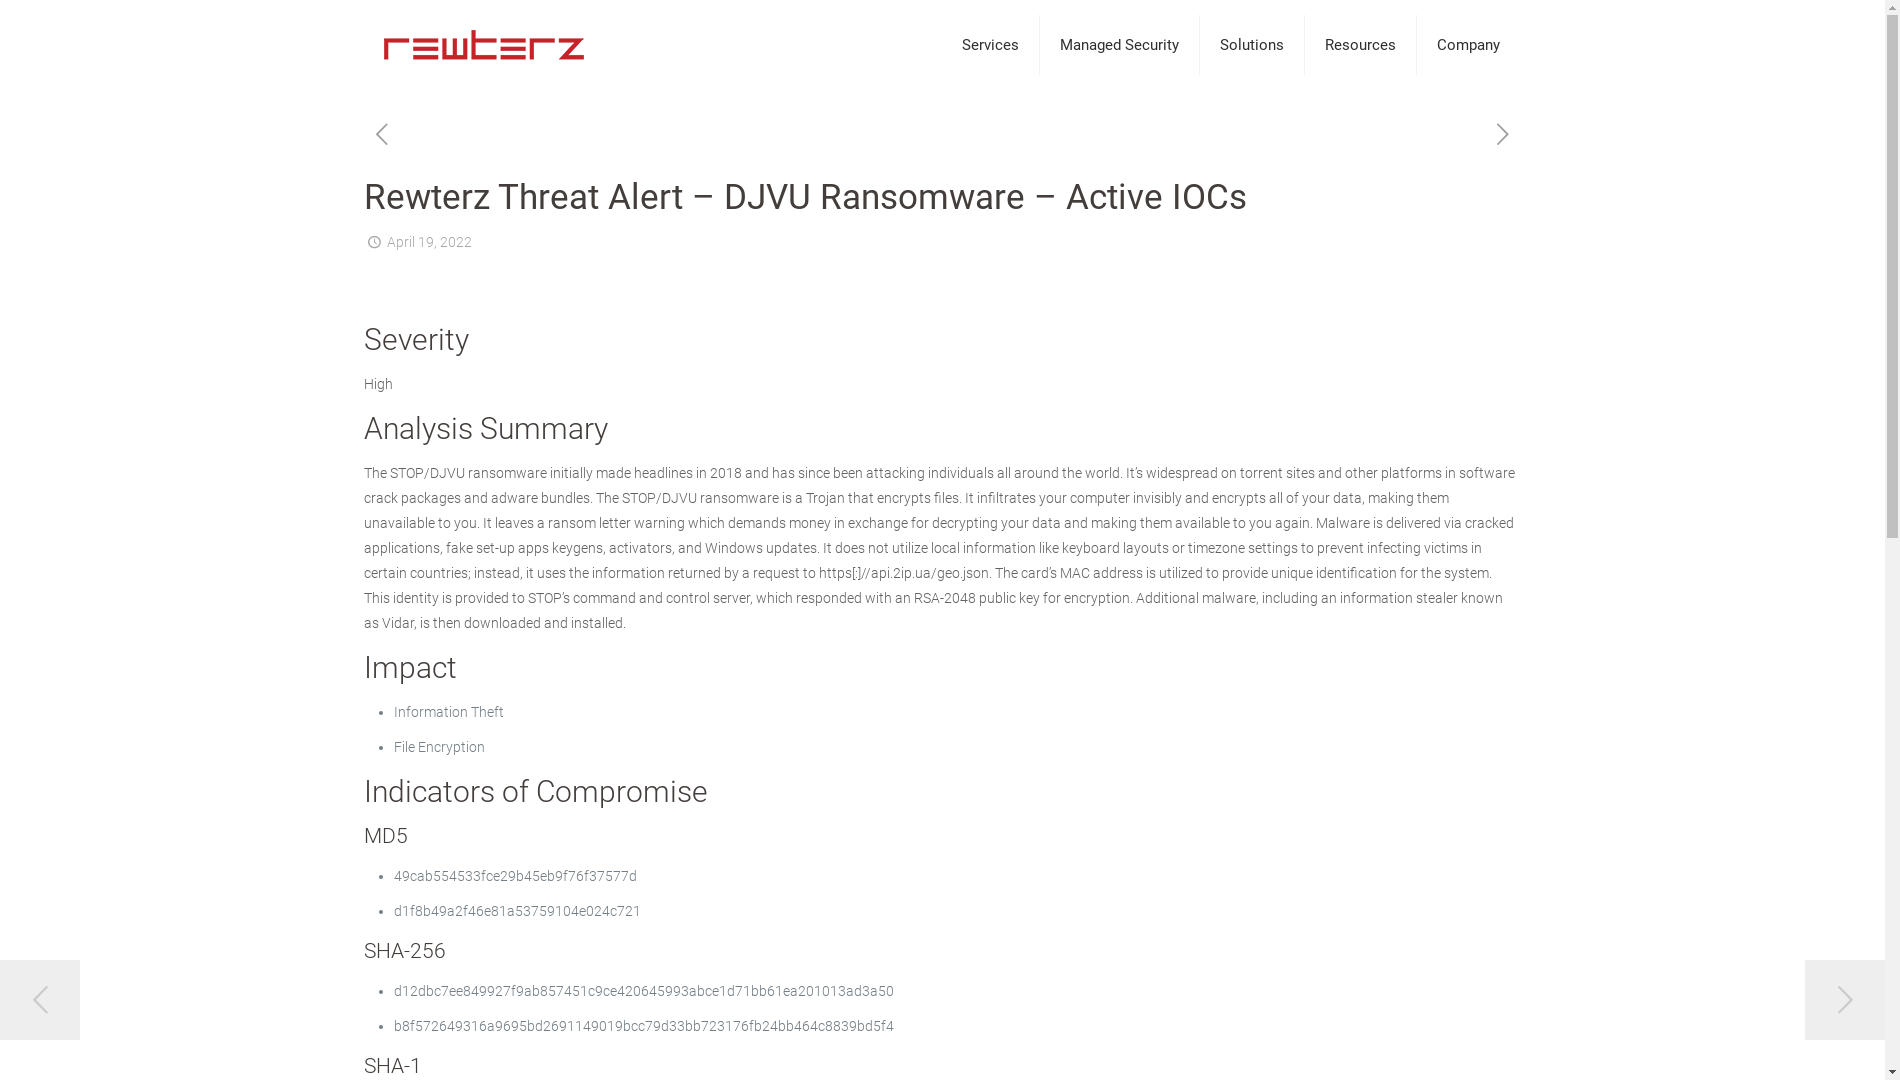 rewterz
Services
Managed Security
Solutions
Resources
Company
Rewterz Threat Alert – DJVU Ransomware – Active IOCs
April 19, 2022
Severity
High
Analysis Summary
The STOP/DJVU ransomware initially made headlines in 2018 and has since been attacking individuals all around the world. It’s widespread on torrent sites and other platforms in software
crack packages and adware bundles. The STOP/DJVU ransomware is a Trojan that encrypts files. It infiltrates your computer invisibly and encrypts all of your data, making them
unavailable to you. It leaves a ransom letter warning which demands money in exchange for decrypting your data and making them available to you again. Malware is delivered via cracked
applications, fake set-up apps keygens, activators, and Windows updates. It does not utilize local information like keyboard layouts or timezone settings to prevent infecting victims in
certain countries; instead, it uses the information returned by a request to https[:]//api.2ip.ua/geo.json. The card’s MAC address is utilized to provide unique identification for the system.
This identity is provided to STOP’s command and control server, which responded with an RSA-2048 public key for encryption. Additional malware, including an information stealer known
as Vidar, is then downloaded and installed.
Impact
Information Theft
File Encryption
Indicators of Compromise
MD5
49cab554533fce29b45eb9f76f37577d
d1f8b49a2f46e81a53759104e024c721
SHA-256
d12dbc7ee849927f9ab857451c9ce420645993abce1d71bb61ea201013ad3a50
b8f572649316a9695bd2691149019bcc79d33bb723176fb24bb464c8839bd5f4
SHA-1